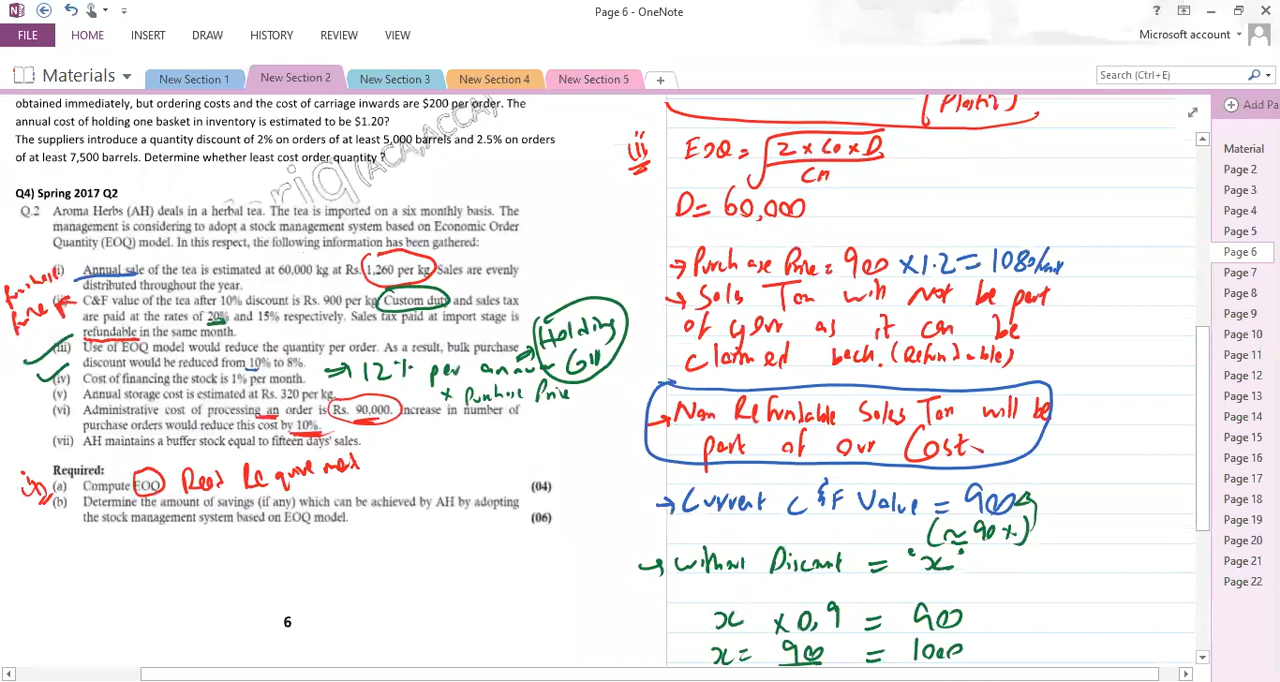 Page 6 - OneNote
FILE HOME INSERT DRAW HISTORY REVIEW VIEW
Microsoft account
Materials New Section 1 New Section 2 New Section 3 New Section 4 New Section 5
Search (Ctrl+E)
Add Pa
obtained immediately, but ordering costs and the cost of carriage inwards are $200 per order. The
annual cost of holding one basket in inventory is estimated to be $1.20?
The suppliers introduce a quantity discount of 2% on orders of at least 5,000 barrels and 2.5% on orders
of at least 7,500 barrels. Determine whether least cost order quantity ?
(ACA, ACCA)
Q4) Spring 2017 Q2
Q.2 Aroma Herbs (AH) deals in a herbal tea. The tea is imported on a six monthly basis. The
management is considering to adopt a stock management system based on Economic Order
Quantity (EOQ) model. In this respect, the following information has been gathered:
(i) Annual sale of the tea is estimated at 60,000 kg at Rs. 1,260 per kg. Sales are evenly
distributed throughout the year.
C&F value of the tea after 10% discount is Rs. 900 per kg. Custom duty and sales tax
are paid at the rates of 20% and 15% respectively. Sales tax paid at import stage is
refundable in the same month.
(iii) Use of EOQ model would reduce the quantity per order. As a result, bulk purchase
discount would be reduced from 10% to 8%.
(iv) Cost of financing the stock is 1% per month.
(v) Annual storage cost is estimated at Rs. 320 per kg.
(vi) Administrative cost of processing an order is Rs. 90,000. Increase in number of
purchase orders would reduce this cost by 10%.
(vii) AH maintains a buffer stock equal to fifteen days' sales.
Required:
(a) Compute EOQ (04)
(b) Determine the amount of savings (if any) which can be achieved by AH by adopting
the stock management system based on EOQ model. (06)
6
Purchase
Price
Holding
→ 12% per annum
× Purchase Price
Read Requirement
(Plastiz)
(ii) EOQ = √ 2 × Co × D
CH
D = 60,000
→ Purchase Price = 900 × 1.2 = 1080/
→ Sales Tax will Not be part
of your as it can be
claimed back. (Refundable)
→ Non Refundable Sales Tax will be
part of our Cost.
→ Current C&F Value = 900
(≈ 90%)
→ without Discount = "x"
x × 0.9 = 900
x = 900 = 1000
Material
Page 2
Page 3
Page 4
Page 5
Page 6
Page 7
Page 8
Page 9
Page 10
Page 11
Page 12
Page 13
Page 14
Page 15
Page 16
Page 17
Page 18
Page 19
Page 20
Page 21
Page 22